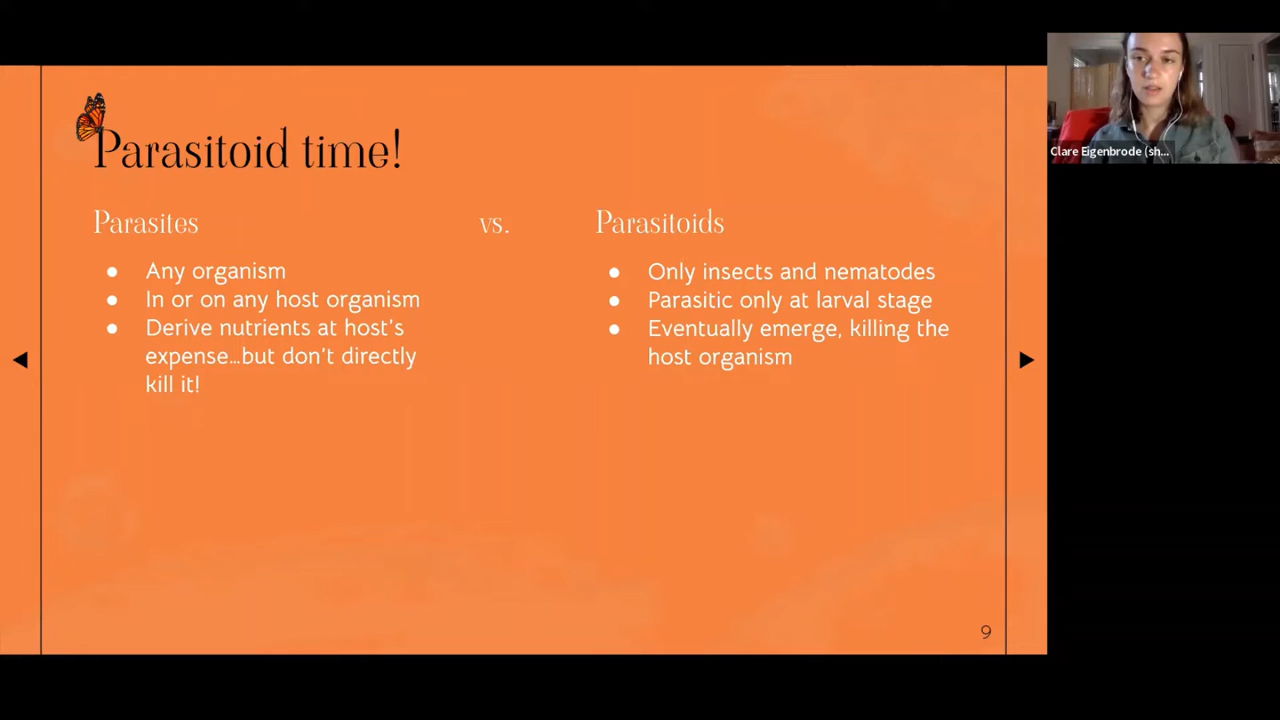 Parasitoid time!
Parasites
vs.
Parasitoids
● Any organism
● In or on any host organism
● Derive nutrients at host's
expense...but don't directly
kill it!
● Only insects and nematodes
● Parasitic only at larval stage
● Eventually emerge, killing the
host organism
9
Clare Eigenbrode (sh...